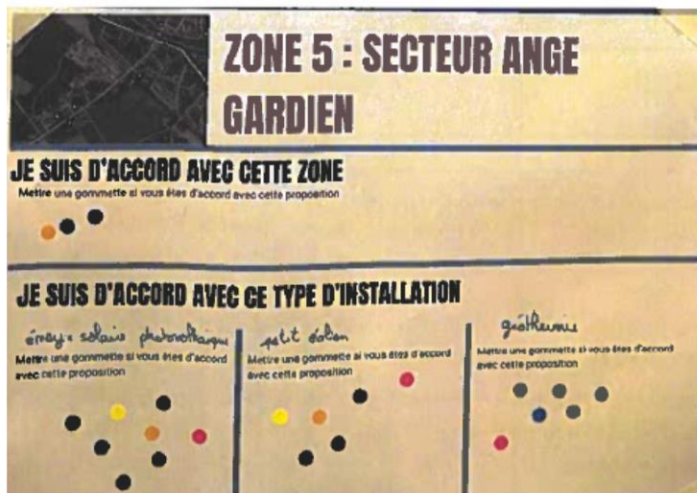 ZONE 5 : SECTEUR ANGE
GARDIEN
JE SUIS D'ACCORD AVEC CETTE ZONE
Mettre une gommette si vous êtes d'accord avec cette proposition
JE SUIS D'ACCORD AVEC CE TYPE D'INSTALLATION
énergie solaire photovoltaïque
Mettre une gommette si vous êtes d'accord
avec cette proposition
petit éolien
Mettre une gommette si vous êtes d'accord
avec cette proposition
géothermie
Mettre une gommette si vous êtes d'accord
avec cette proposition